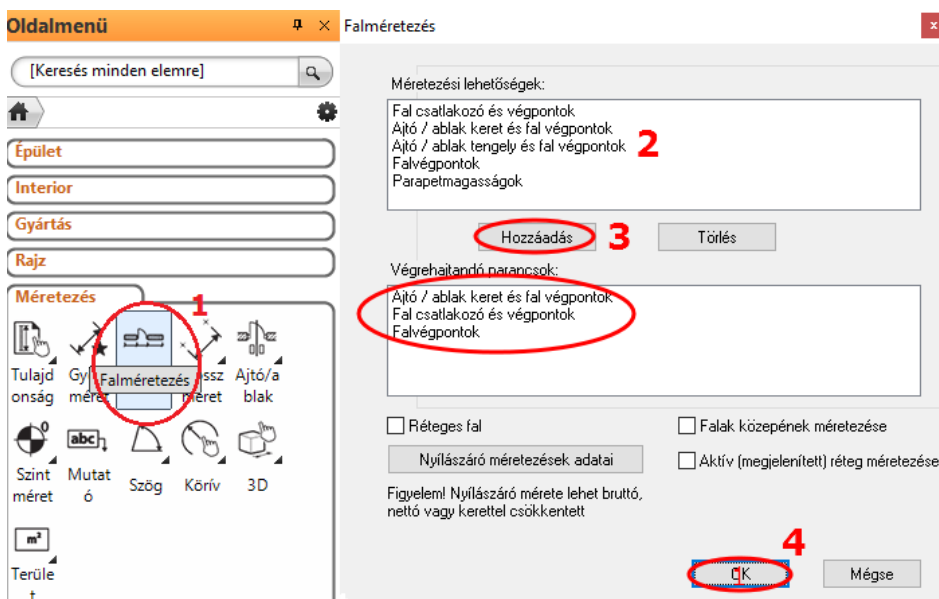 Oldalmenü
[Keresés minden elemre]
Épület
Interior
Gyártás
Rajz
Méretezés
1
Falméretezés
Tulajd
onság
méret
méret
Ajtó/a
blak
0
abc
Szint
méret
Mutat
ó
Szög
Körív
3D
m²
Terüle
t
Falméretezés
x
Méretezési lehetőségek:
Fal csatlakozó és végpontok
Ajtó / ablak keret és fal végpontok
Ajtó / ablak tengely és fal végpontok
Falvégpontok
Parapetmagasságok
2
Hozzáadás
3
Törlés
Végrehajtandó parancsok:
Ajtó / ablak keret és fal végpontok
Fal csatlakozó és végpontok
Falvégpontok
Réteges fal
Falak közepének méretezése
Nyílászáró méretezések adatai
Aktív (megjelenített) réteg méretezése
Figyelem! Nyílászáró mérete lehet bruttó,
nettó vagy kerettel csökkentett
4
OK
Mégse